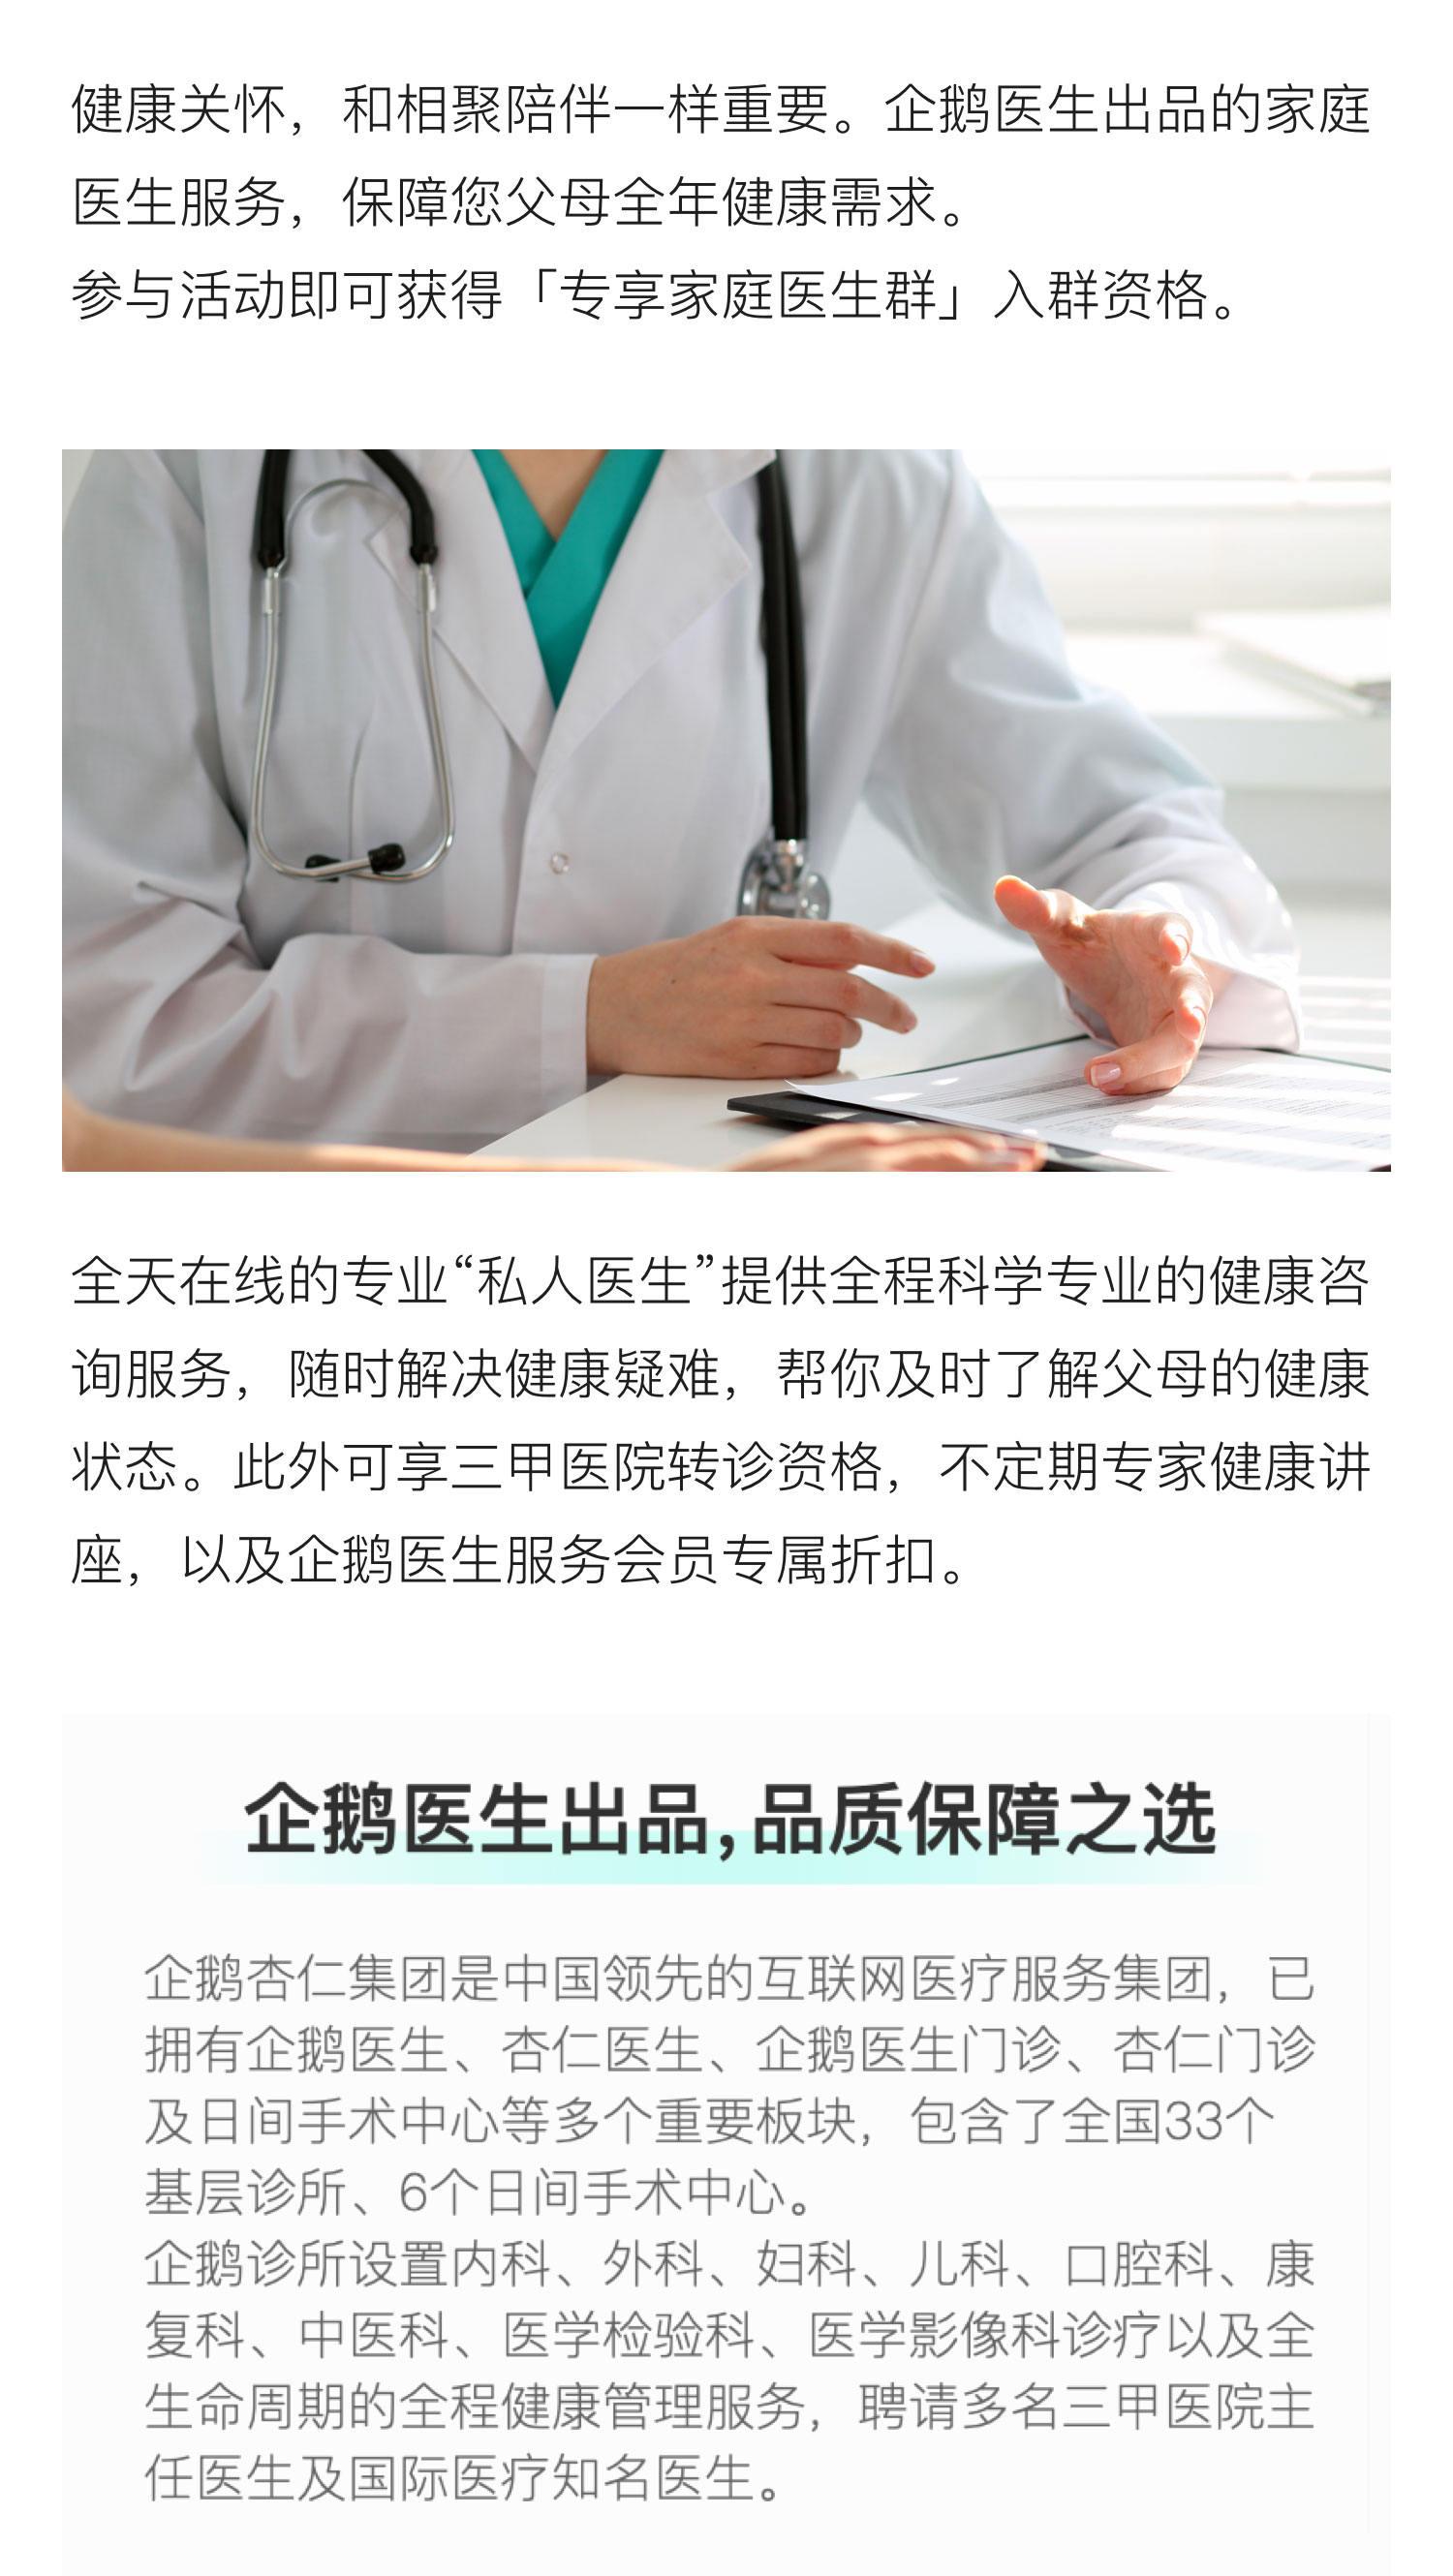 健康关怀，和相聚陪伴一样重要。企鹅医生出品的家庭
医生服务，保障您父母全年健康需求。
参与活动即可获得「专享家庭医生群」入群资格。
全天在线的专业“私人医生”提供全程科学专业的健康咨
询服务，随时解决健康疑难，帮你及时了解父母的健康
状态。此外可享三甲医院转诊资格，不定期专家健康讲
座，以及企鹅医生服务会员专属折扣。
企鹅医生出品,品质保障之选
企鹅杏仁集团是中国领先的互联网医疗服务集团，已
拥有企鹅医生、杏仁医生、企鹅医生门诊、杏仁门诊
及日间手术中心等多个重要板块，包含了全国33个
基层诊所、6个日间手术中心。
企鹅诊所设置内科、外科、妇科、儿科、口腔科、康
复科、中医科、医学检验科、医学影像科诊疗以及全
生命周期的全程健康管理服务，聘请多名三甲医院主
任医生及国际医疗知名医生。